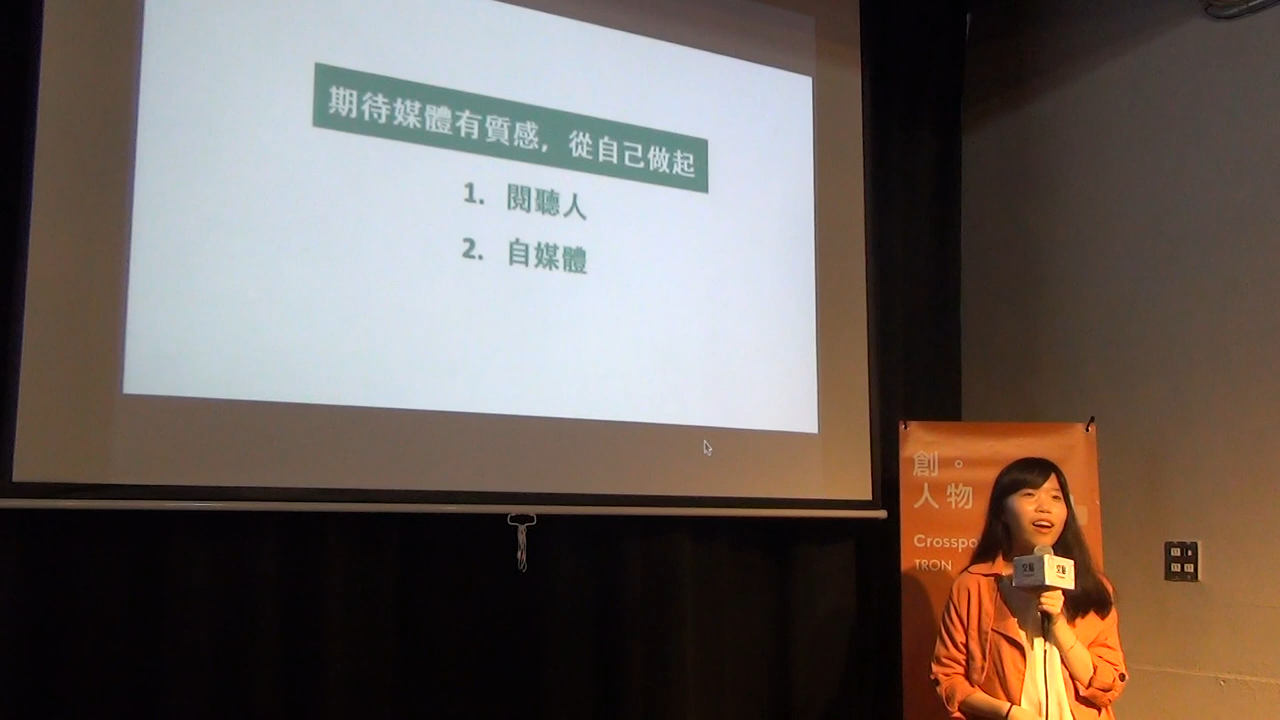 期待媒體有質感, 從自己做起
1. 閱聽人
2. 自媒體
創。
人物
Crosspo
TRON